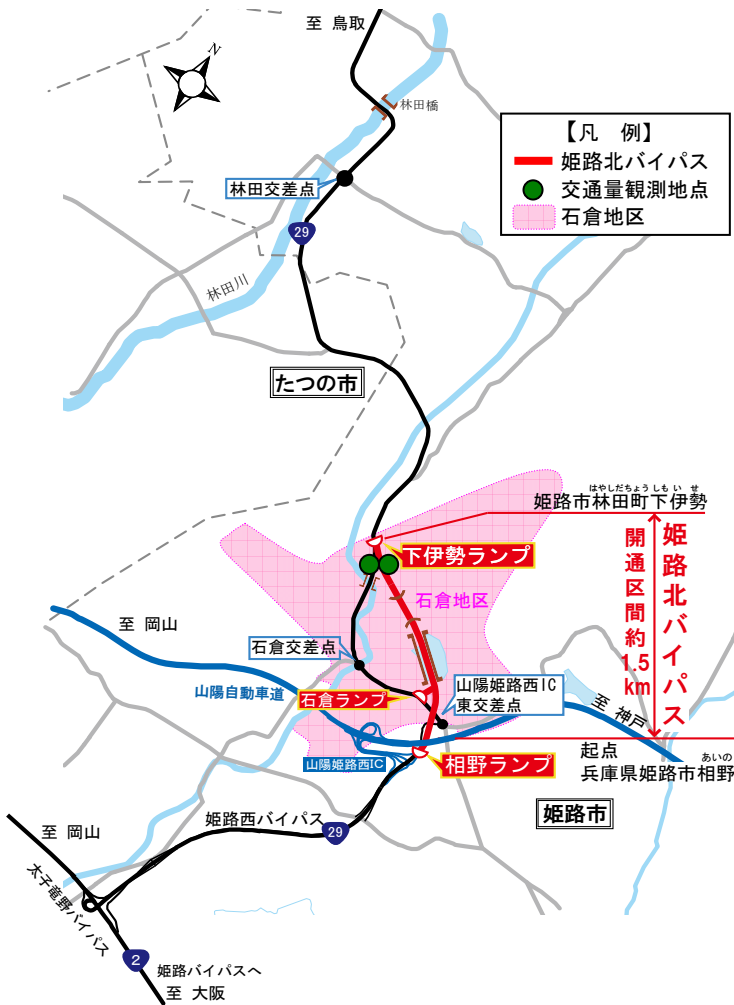 至 鳥取
N
林田橋
【凡 例】
姫路北バイパス
交通量観測地点
石倉地区
林田交差点
29
林田川
たつの市
はやしだちょうしもいせ
姫路市林田町下伊勢
下伊勢ランプ
姫路北バイパス
開通区間約1.5km
石倉地区
至 岡山
石倉交差点
山陽自動車道
石倉ランプ
山陽姫路西IC
東交差点
至 神戸
山陽姫路西IC
相野ランプ
起点
あいの
兵庫県姫路市相野
姫路市
至 岡山
姫路西バイパス
29
太子竜野バイパス
2
姫路バイパスへ
至 大阪